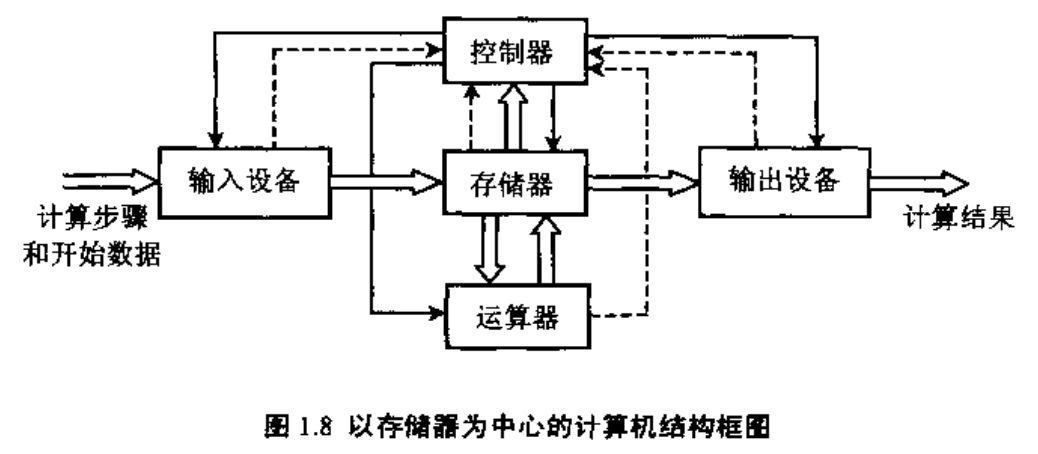 控制器
输入设备
存储器
输出设备
计算步骤
和开始数据
计算结果
运算器
图 1.8 以存储器为中心的计算机结构框图